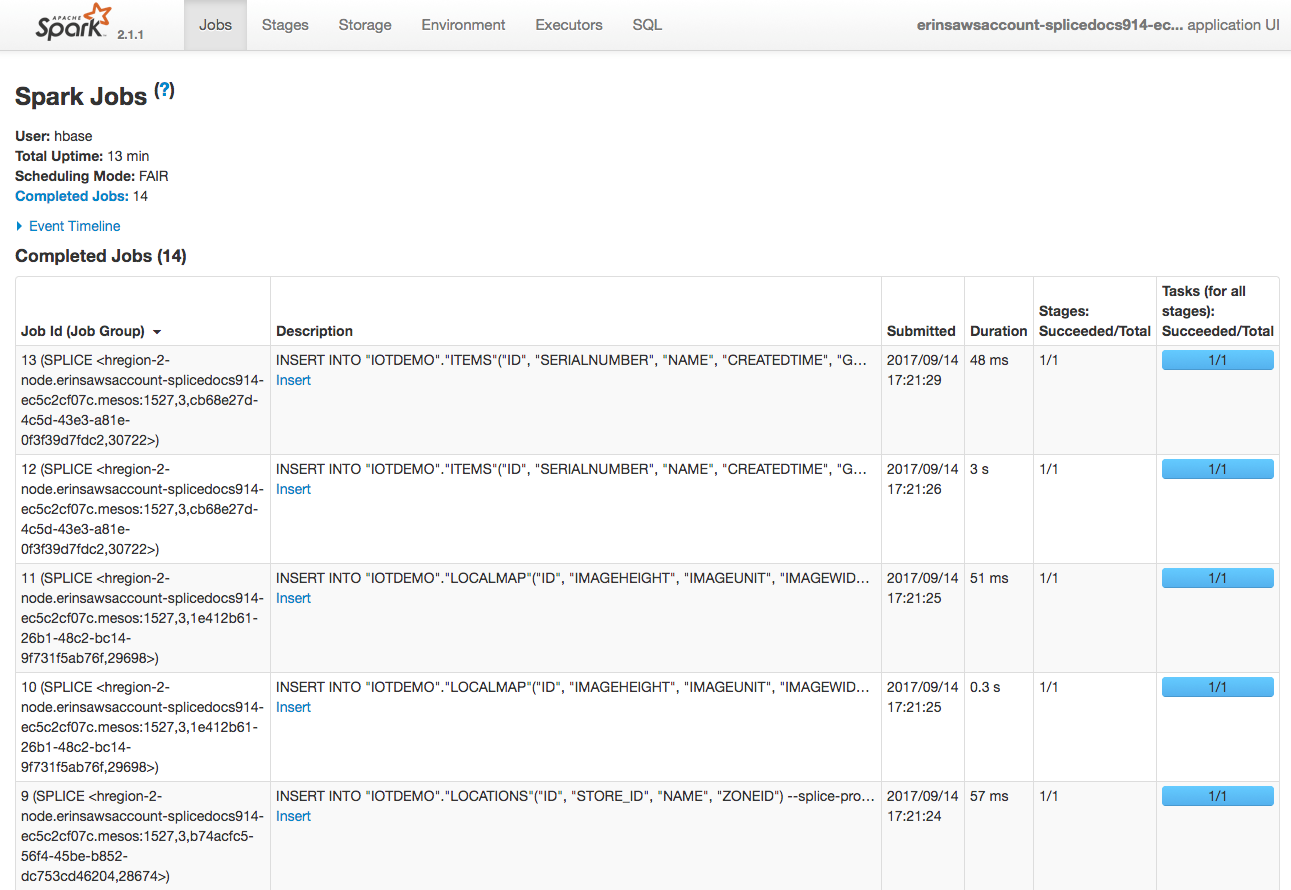 APACHE
Spark 2.1.1 Jobs Stages Storage Environment Executors SQL erinsawsaccount-splicedocs914-ec... application UI
Spark Jobs (?)
User: hbase
Total Uptime: 13 min
Scheduling Mode: FAIR
Completed Jobs: 14
Event Timeline
Completed Jobs (14)
Tasks (for all
Stages: stages):
Job Id (Job Group) Description Submitted Duration Succeeded/Total Succeeded/Total
13 (SPLICE <hregion-2- INSERT INTO "IOTDEMO"."ITEMS"("ID", "SERIALNUMBER", "NAME", "CREATEDTIME", "G... 2017/09/14 48 ms 1/1 1/1
node.erinsawsaccount-splicedocs914- Insert 17:21:29
ec5c2cf07c.mesos:1527,3,cb68e27d-
4c5d-43e3-a81e-
0f3f39d7fdc2,30722>)
12 (SPLICE <hregion-2- INSERT INTO "IOTDEMO"."ITEMS"("ID", "SERIALNUMBER", "NAME", "CREATEDTIME", "G... 2017/09/14 3 s 1/1 1/1
node.erinsawsaccount-splicedocs914- Insert 17:21:26
ec5c2cf07c.mesos:1527,3,cb68e27d-
4c5d-43e3-a81e-
0f3f39d7fdc2,30722>)
11 (SPLICE <hregion-2- INSERT INTO "IOTDEMO"."LOCALMAP"("ID", "IMAGEHEIGHT", "IMAGEUNIT", "IMAGEWID... 2017/09/14 51 ms 1/1 1/1
node.erinsawsaccount-splicedocs914- Insert 17:21:25
ec5c2cf07c.mesos:1527,3,1e412b61-
26b1-48c2-bc14-
9f731f5ab76f,29698>)
10 (SPLICE <hregion-2- INSERT INTO "IOTDEMO"."LOCALMAP"("ID", "IMAGEHEIGHT", "IMAGEUNIT", "IMAGEWID... 2017/09/14 0.3 s 1/1 1/1
node.erinsawsaccount-splicedocs914- Insert 17:21:25
ec5c2cf07c.mesos:1527,3,1e412b61-
26b1-48c2-bc14-
9f731f5ab76f,29698>)
9 (SPLICE <hregion-2- INSERT INTO "IOTDEMO"."LOCATIONS"("ID", "STORE_ID", "NAME", "ZONEID") --splice-pro... 2017/09/14 57 ms 1/1 1/1
node.erinsawsaccount-splicedocs914- Insert 17:21:24
ec5c2cf07c.mesos:1527,3,b74acfc5-
56f4-45be-b852-
dc753cd46204,28674>)